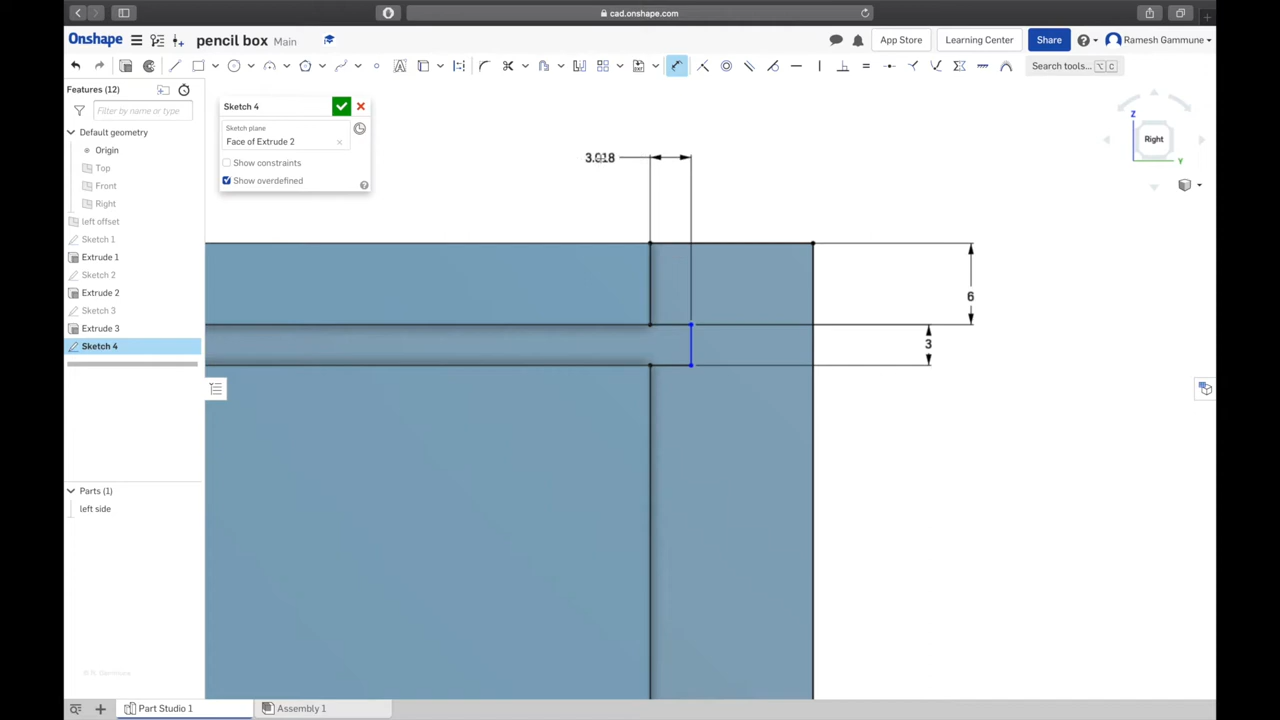 cad.onshape.com
Onshape pencil box Main App Store Learning Center Share Ramesh Gammune
Search tools... ⌥ C
Features (12)
Filter by name or type
Default geometry
Origin
Top
Front
Right
left offset
Sketch 1
Extrude 1
Sketch 2
Extrude 2
Sketch 3
Extrude 3
Sketch 4
Parts (1)
left side
Sketch 4
Sketch plane
Face of Extrude 2
Show constraints
Show overdefined
3.018
6
3
Z
Right
Y
Part Studio 1 Assembly 1